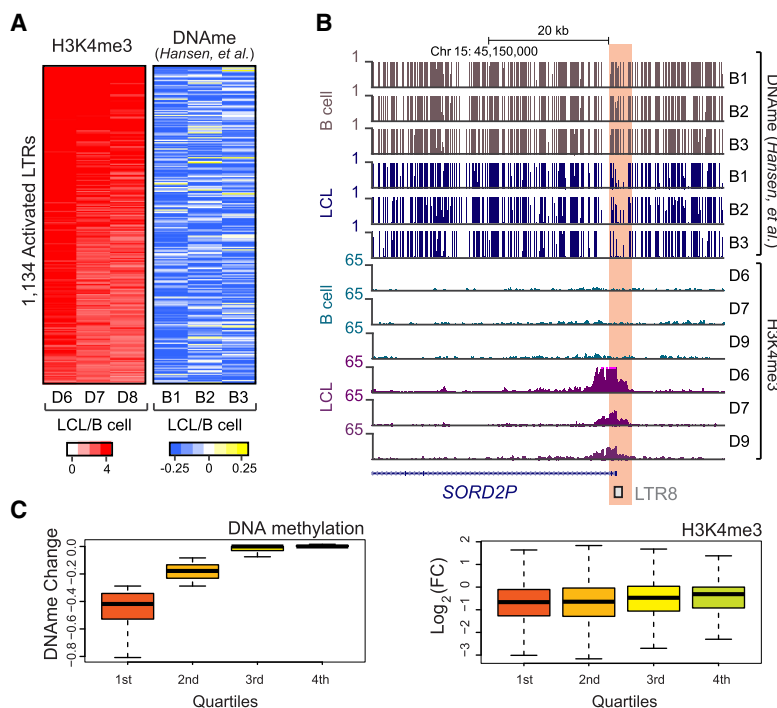 A
H3K4me3
DNAme
(Hansen, et al.)
1,134 Activated LTRs
D6 D7 D8
B1 B2 B3
LCL/B cell
LCL/B cell
0 4
-0.25 0 0.25
B
20 kb
Chr 15: 45,150,000
1
B1
1
B2
1
B3
1
B1
1
B2
1
B3
B cell
LCL
DNAme (Hansen, et al.)
65
D6
65
D7
65
D9
65
D6
65
D7
65
D9
B cell
LCL
H3K4me3
SORD2P
LTR8
C
DNA methylation
DNAme Change
0.0
−0.2
−0.4
−0.6
−0.8
1st 2nd 3rd 4th
Quartiles
H3K4me3
Log2(FC)
2
1
0
−1
−2
−3
1st 2nd 3rd 4th
Quartiles